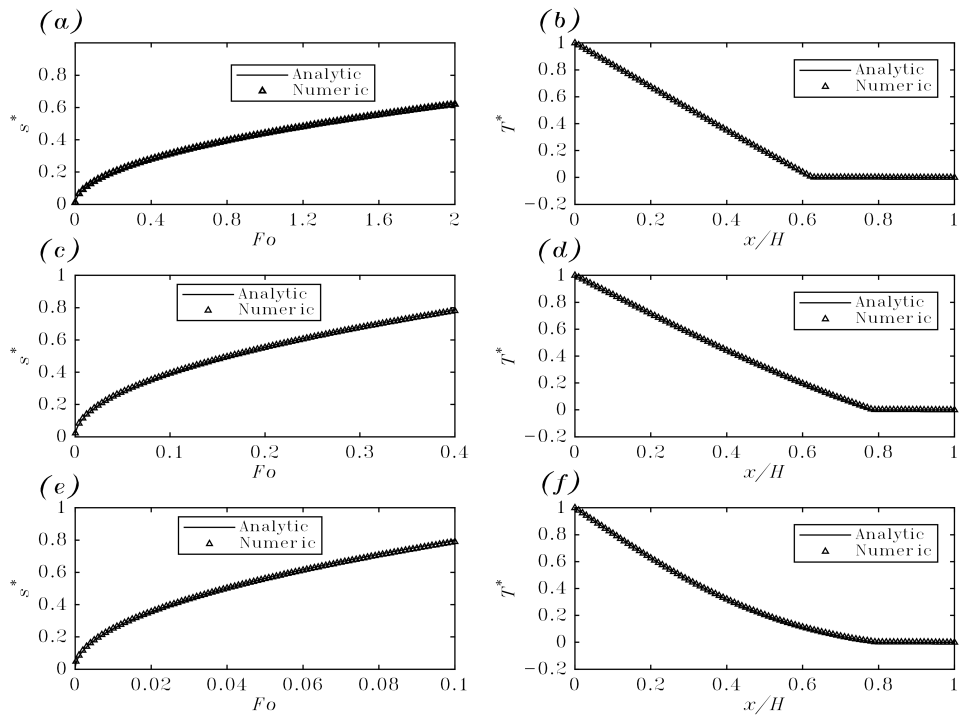 (a)
0.8
0.6
0.4
0.2
0
s*
Analytic
Numeric
0 0.4 0.8 1.2 1.6 2
Fo
(b)
1
0.8
0.6
0.4
0.2
0
−0.2
T*
Analytic
Numeric
0 0.2 0.4 0.6 0.8 1
x/H
(c)
1
0.8
0.6
0.4
0.2
0
s*
Analytic
Numeric
0 0.1 0.2 0.3 0.4
Fo
(d)
1
0.8
0.6
0.4
0.2
0
−0.2
T*
Analytic
Numeric
0 0.2 0.4 0.6 0.8 1
x/H
(e)
1
0.8
0.6
0.4
0.2
0
s*
Analytic
Numeric
0 0.02 0.04 0.06 0.08 0.1
Fo
(f)
1
0.8
0.6
0.4
0.2
0
−0.2
T*
Analytic
Numeric
0 0.2 0.4 0.6 0.8 1
x/H